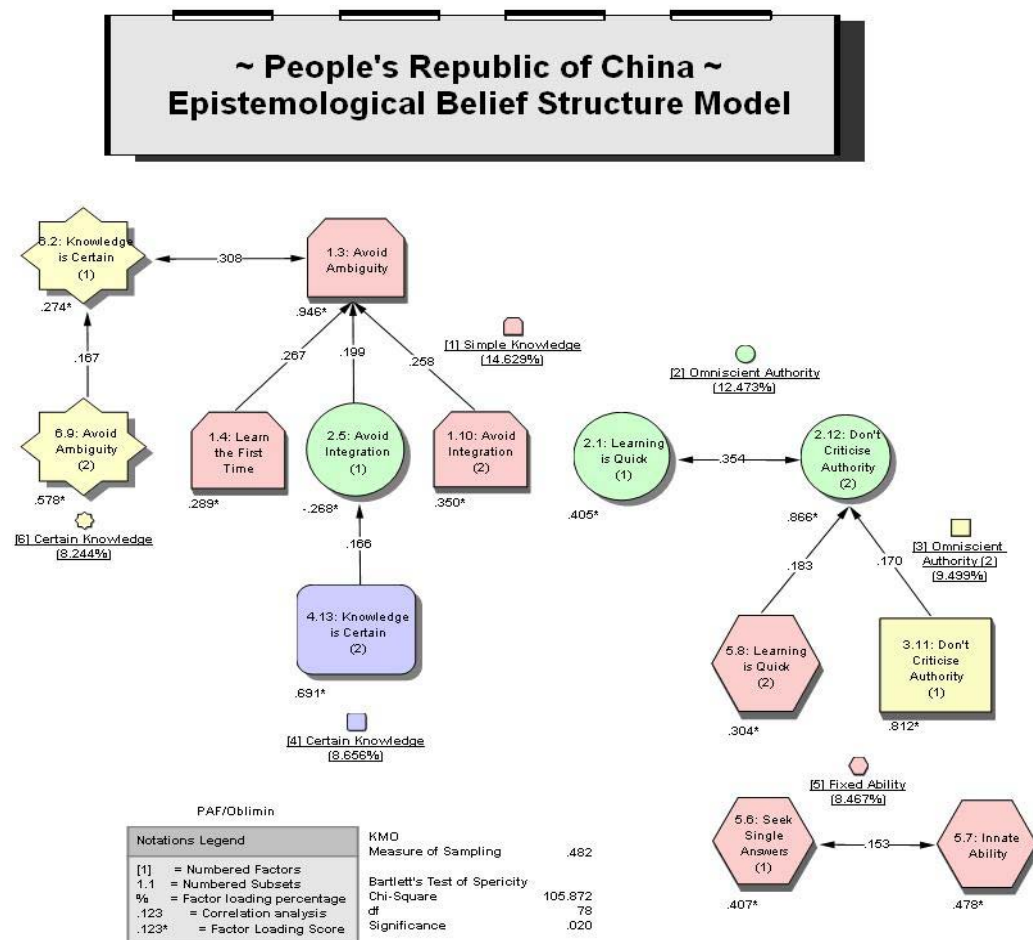 ~ People's Republic of China ~
Epistemological Belief Structure Model
6.2: Knowledge
is Certain
(1)
.274*
.308
1.3: Avoid
Ambiguity
.946*
[1] Simple Knowledge
(14.629%)
.167
.267
.199
.258
6.9: Avoid
Ambiguity
(2)
.578*
[6] Certain Knowledge
(8.244%)
1.4: Learn
the First
Time
.289*
2.5: Avoid
Integration
(1)
-.268*
1.10: Avoid
Integration
(2)
.350*
.166
4.13: Knowledge
is Certain
(2)
.691*
[4] Certain Knowledge
(8.656%)
[2] Omniscient Authority
(12.473%)
2.1: Learning
is Quick
(1)
.405*
.354
2.12: Don't
Criticise
Authority
(2)
.866*
[3] Omniscient
Authority (2)
(9.499%)
.183
.170
5.8: Learning
is Quick
(2)
.304*
3.11: Don't
Criticise
Authority
(1)
.812*
[5] Fixed Ability
(8.467%)
5.6: Seek
Single
Answers
(1)
.407*
.153
5.7: Innate
Ability
.478*
PAF/Oblimin
Notations Legend
[1] = Numbered Factors
1.1 = Numbered Subsets
% = Factor loading percentage
.123 = Correlation analysis
.123* = Factor Loading Score
KMO
Measure of Sampling .482
Bartlett's Test of Spericity
Chi-Square 105.872
df 78
Significance .020